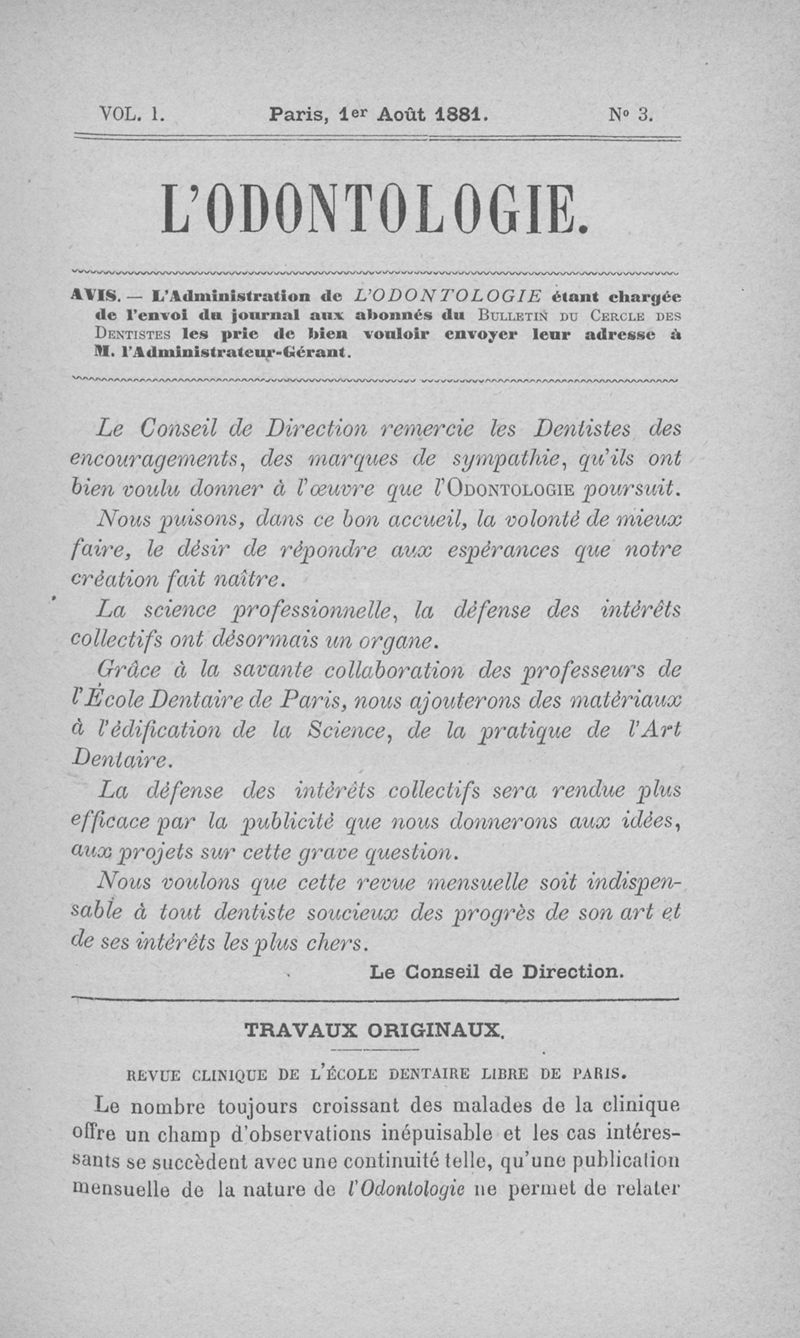 VOL. 1. Paris, 1er Août 1881. No 3.
L'ODONTOLOGIE.
AVIS. — L'Administration de L'ODONTOLOGIE étant chargée
de l'envoi du journal aux abonnés du BULLETIN DU CERCLE DES
DENTISTES les prie de bien vouloir envoyer leur adresse à
M. l'Administrateur-Gérant.
Le Conseil de Direction remercie les Dentistes des
encouragements, des marques de sympathie, qu'ils ont
bien voulu donner à l'œuvre que l'ODONTOLOGIE poursuit.
Nous puisons, dans ce bon accueil, la volonté de mieux
faire, le désir de répondre aux espérances que notre
création fait naître.
La science professionnelle, la défense des intérêts
collectifs ont désormais un organe.
Grâce à la savante collaboration des professeurs de
l'École Dentaire de Paris, nous ajouterons des matériaux
à l'édification de la Science, de la pratique de l'Art
Dentaire.
La défense des intérêts collectifs sera rendue plus
efficace par la publicité que nous donnerons aux idées,
aux projets sur cette grave question.
Nous voulons que cette revue mensuelle soit indispen-
sable à tout dentiste soucieux des progrès de son art et
de ses intérêts les plus chers.
Le Conseil de Direction.
TRAVAUX ORIGINAUX.
REVUE CLINIQUE DE L'ÉCOLE DENTAIRE LIBRE DE PARIS.
Le nombre toujours croissant des malades de la clinique
offre un champ d'observations inépuisable et les cas intéres-
sants se succèdent avec une continuité telle, qu'une publication
mensuelle de la nature de l'Odontologie ne permet de relater